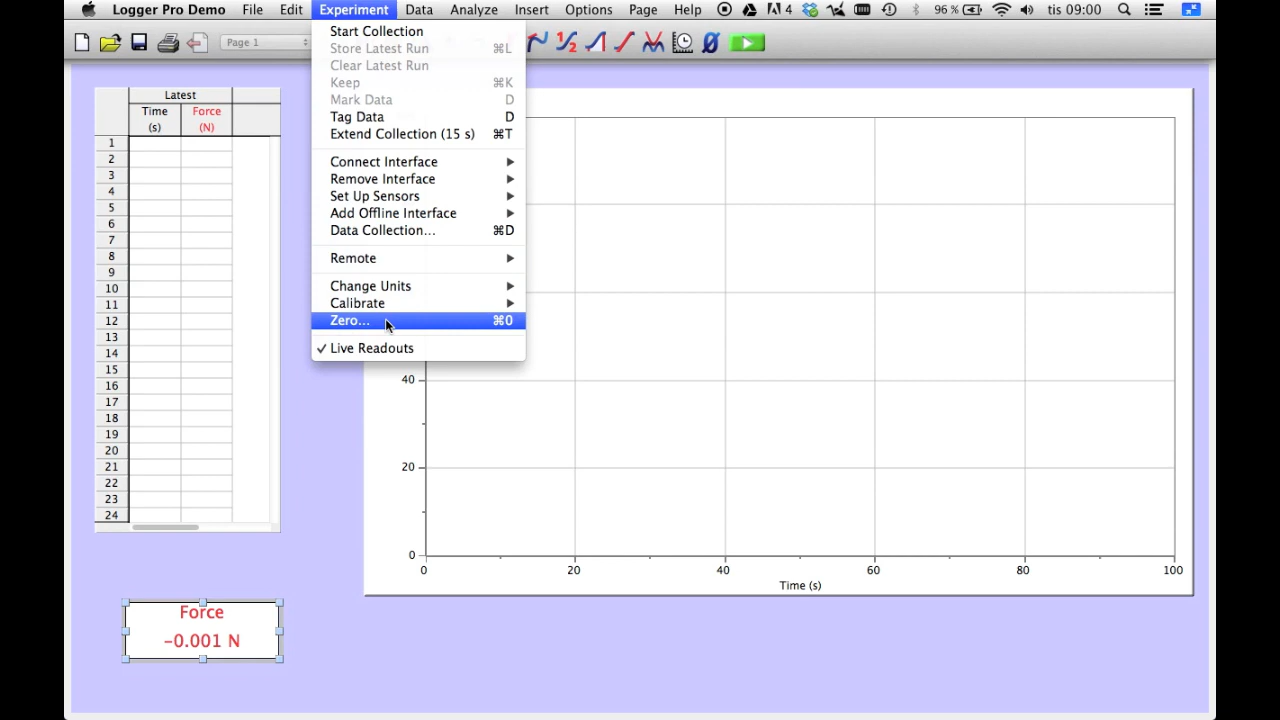 Logger Pro Demo File Edit Experiment Data Analyze Insert Options Page Help 4 96 % tis 09:00
Page 1 1/2
Start Collection
Store Latest Run ⌘L
Clear Latest Run
Keep ⌘K
Mark Data D
Tag Data D
Extend Collection (15 s) ⌘T
Connect Interface
Remove Interface
Set Up Sensors
Add Offline Interface
Data Collection... ⌘D
Remote
Change Units
Calibrate
Zero... ⌘0
✓ Live Readouts
Latest
Time Force
(s) (N)
1
2
3
4
5
6
7
8
9
10
11
12
13
14
15
16
17
18
19
20
21
22
23
24
40
20
0
0 20 40 60 80 100
Time (s)
Force
-0.001 N